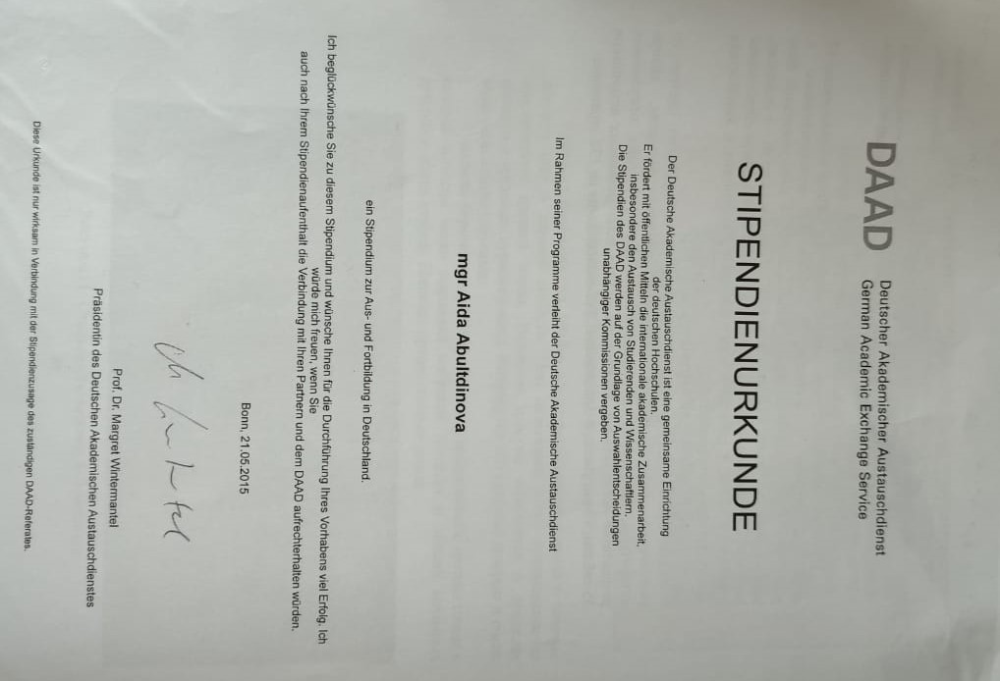 DAAD
Deutscher Akademischer Austauschdienst
German Academic Exchange Service
STIPENDIENURKUNDE
Der Deutsche Akademische Austauschdienst ist eine gemeinsame Einrichtung
der deutschen Hochschulen.
Er fördert mit öffentlichen Mitteln die internationale akademische Zusammenarbeit,
insbesondere den Austausch von Studierenden und Wissenschaftlern.
Die Stipendien des DAAD werden auf der Grundlage von Auswahlentscheidungen
unabhängiger Kommissionen vergeben.
Im Rahmen seiner Programme verleiht der Deutsche Akademische Austauschdienst
mgr Aida Abultdinova
ein Stipendium zur Aus- und Fortbildung in Deutschland.
Ich beglückwünsche Sie zu diesem Stipendium und wünsche Ihnen für die Durchführung Ihres Vorhabens viel Erfolg. Ich
würde mich freuen, wenn Sie
auch nach Ihrem Stipendienaufenthalt die Verbindung mit Ihren Partnern und dem DAAD aufrechterhalten würden.
Bonn, 21.05.2015
Prof. Dr. Margret Wintermantel
Präsidentin des Deutschen Akademischen Austauschdienstes
Diese Urkunde ist nur wirksam in Verbindung mit der Stipendienzusage des zuständigen DAAD-Referates.